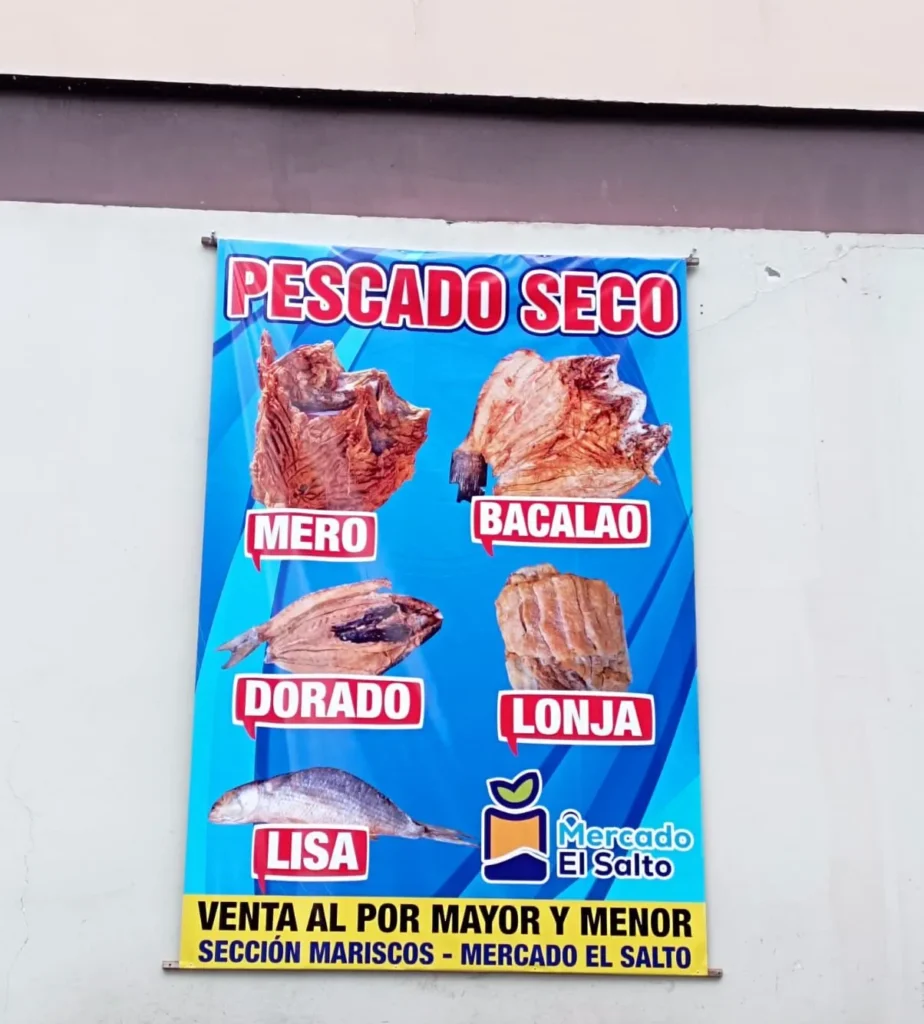 PESCADO SECO
MERO
BACALAO
DORADO
LONJA
LISA
Mercado
El Salto
VENTA AL POR MAYOR Y MENOR
SECCIÓN MARISCOS - MERCADO EL SALTO